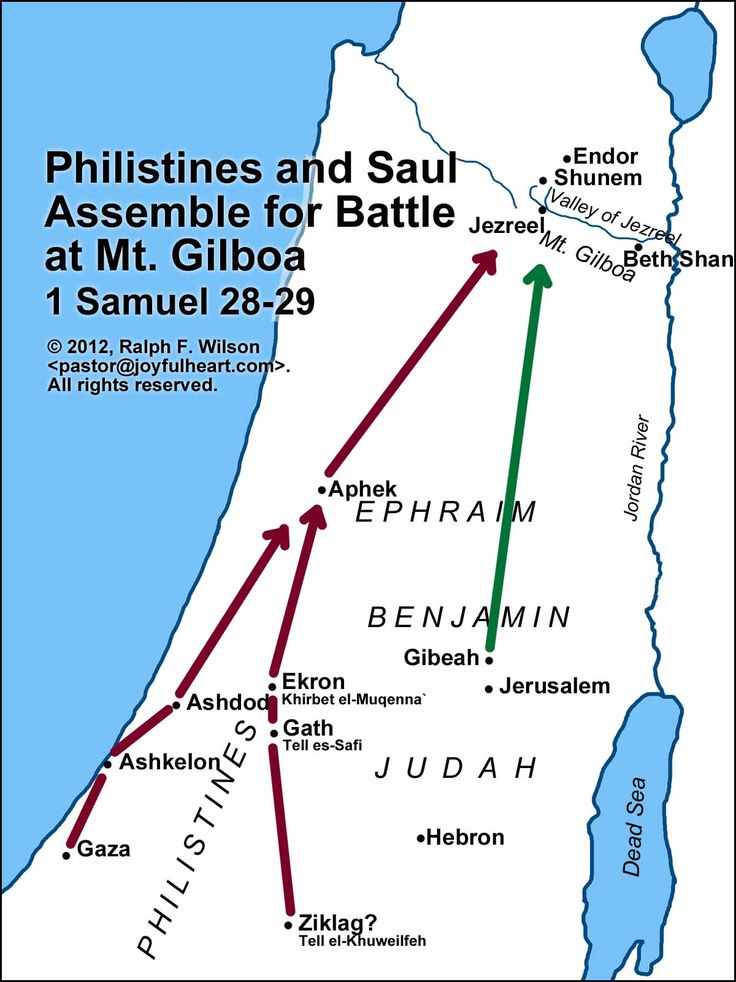 Philistines and Saul
Assemble for Battle
at Mt. Gilboa
1 Samuel 28-29
© 2012, Ralph F. Wilson
<pastor@joyfulheart.com>.
All rights reserved.
Endor
Shunem
Valley of Jezreel
Jezreel
Mt. Gilboa
Beth Shan
Jordan River
Aphek
EPHRAIM
BENJAMIN
Gibeah
Jerusalem
Ekron
Khirbet el-Muqenna`
Ashdod
Gath
Tell es-Safi
Ashkelon
PHILISTINES
JUDAH
Dead Sea
Hebron
Gaza
Ziklag?
Tell el-Khuweilfeh